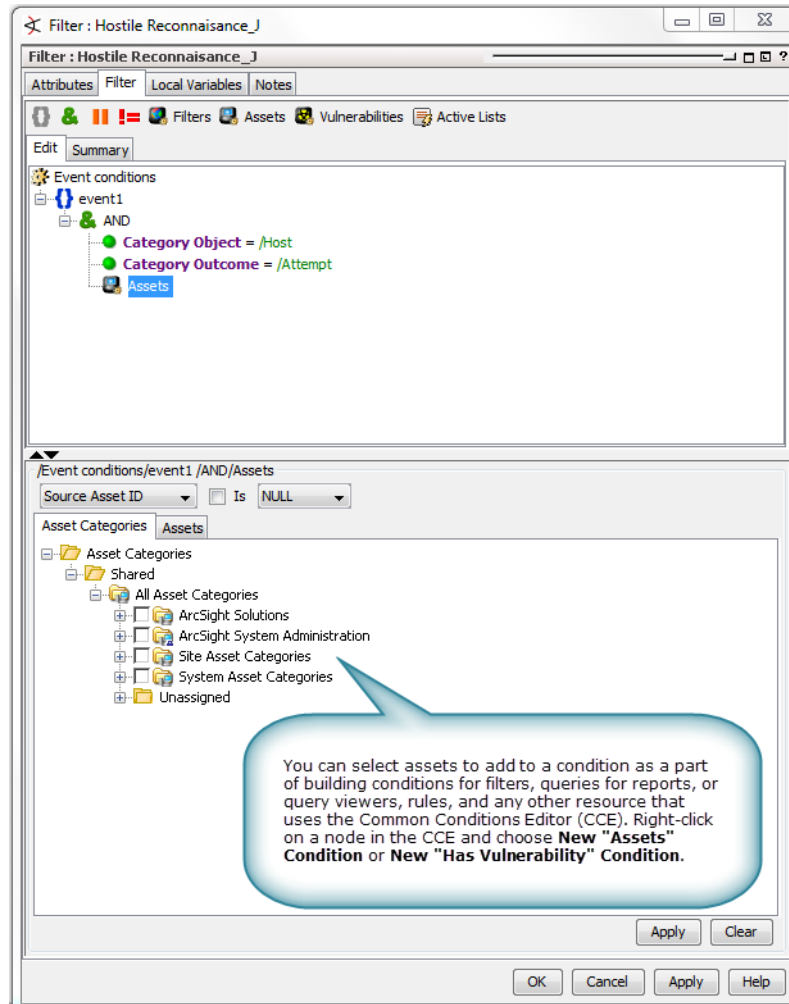 Filter : Hostile Reconnaisance_J
Filter : Hostile Reconnaisance_J
?
Attributes Filter Local Variables Notes
Filters Assets Vulnerabilities Active Lists
Edit Summary
Event conditions
event1
AND
Category Object = /Host
Category Outcome = /Attempt
Assets
/Event conditions/event1 /AND/Assets
Source Asset ID Is NULL
Asset Categories Assets
Asset Categories
Shared
All Asset Categories
ArcSight Solutions
ArcSight System Administration
Site Asset Categories
System Asset Categories
Unassigned
You can select assets to add to a condition as a part
of building conditions for filters, queries for reports, or
query viewers, rules, and any other resource that
uses the Common Conditions Editor (CCE). Right-click
on a node in the CCE and choose New "Assets"
Condition or New "Has Vulnerability" Condition.
Apply Clear
OK Cancel Apply Help